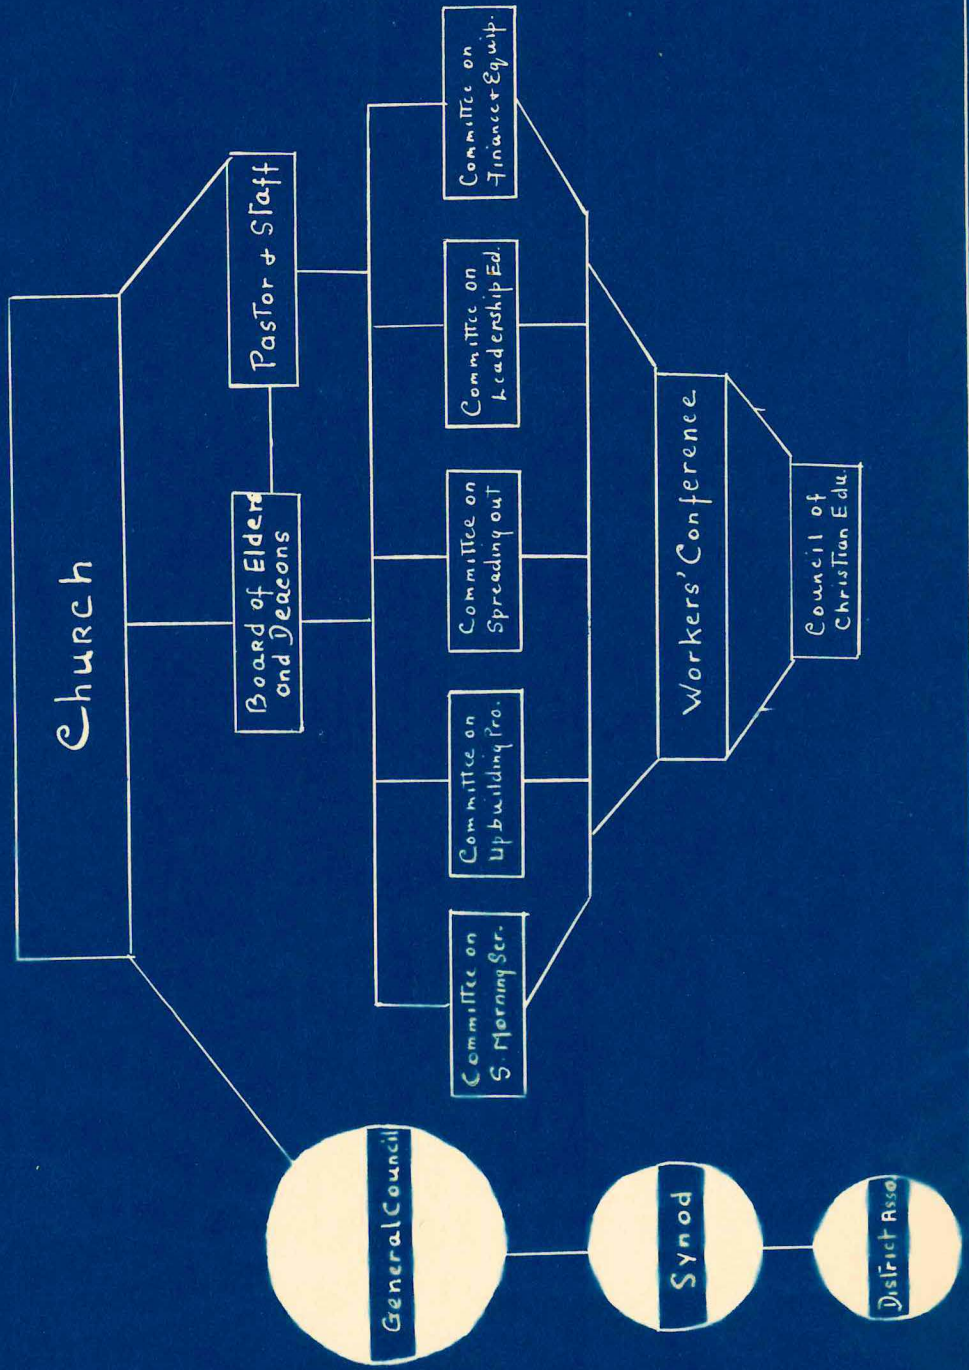 Church
Board of Elders
and Deacons
Pastor & Staff
Committee on
S. Morning Ser.
Committee on
Upbuilding Pro.
Committee on
Spreading out
Committee on
Leadership Ed.
Committee on
Finance & Equip.
Workers' Conference
Council of
Christian Edu.
General Council
Synod
District Asso.